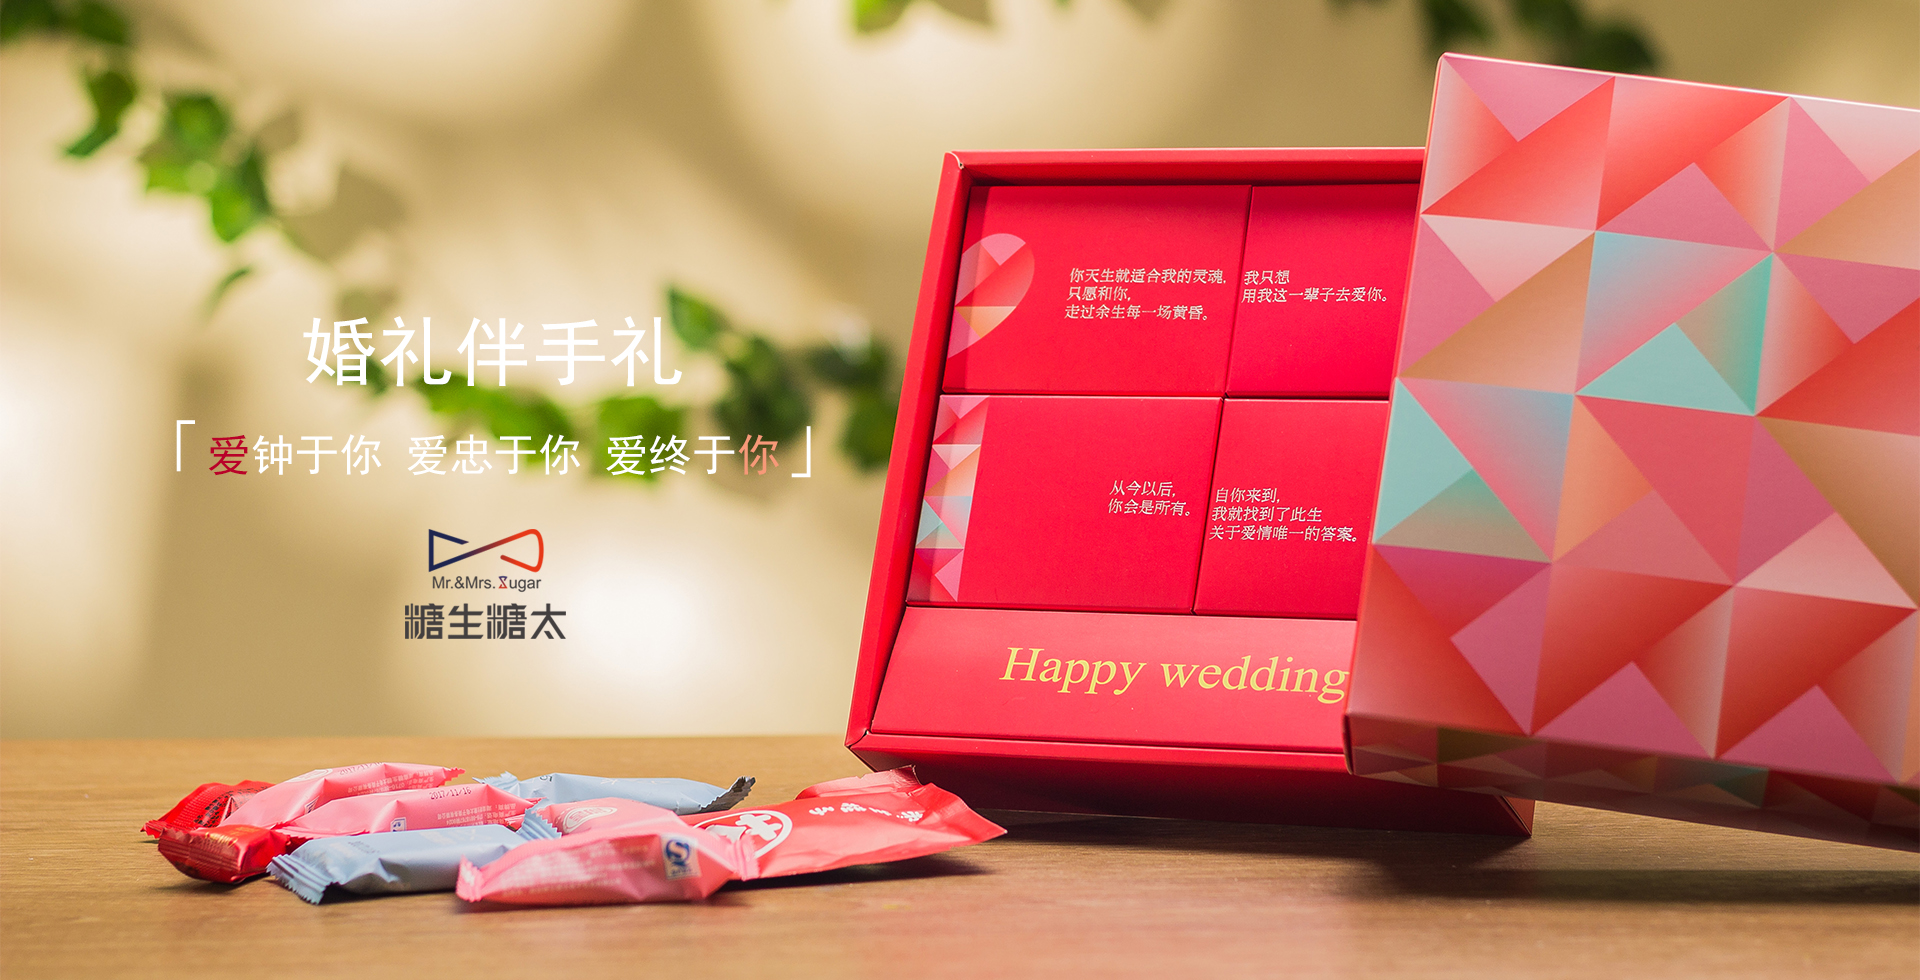 婚礼伴手礼
「爱钟于你 爱忠于你 爱终于你」
Mr.&Mrs.Sugar
糖生糖太
你天生就适合我的灵魂,
只愿和你,
走过余生每一场黄昏。
我只想
用我这一辈子去爱你。
从今以后,
你会是所有。
自你来到,
我就找到了此生
关于爱情唯一的答案。
Happy wedding
2017/11/16